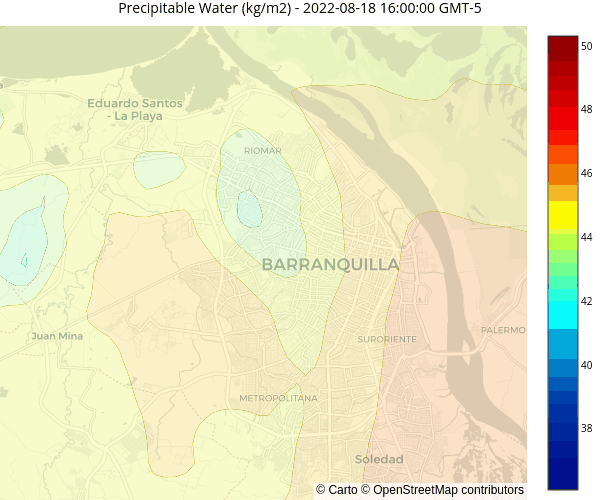 Precipitable Water (kg/m2) - 2022-08-18 16:00:00 GMT-5
50
48
46
44
42
40
38
a
Eduardo Santos
- La Playa
RIOMAR
BARRANQUILLA
Juan Mina
PALERMO
SURORIENTE
METROPOLITANA
Soledad
© Carto © OpenStreetMap contributors